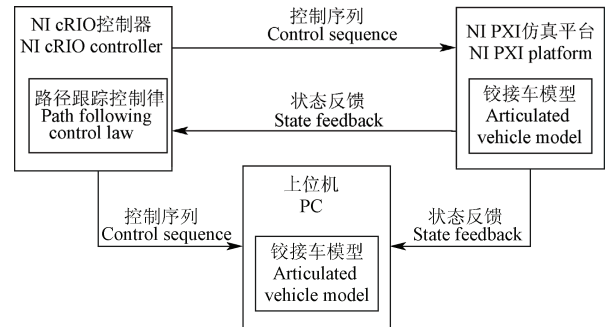 NI cRIO控制器
NI cRIO controller
路径跟踪控制律
Path following
control law
控制序列
Control sequence
状态反馈
State feedback
NI PXI仿真平台
NI PXI platform
铰接车模型
Articulated
vehicle model
上位机
PC
铰接车模型
Articulated
vehicle model
控制序列
Control sequence
状态反馈
State feedback